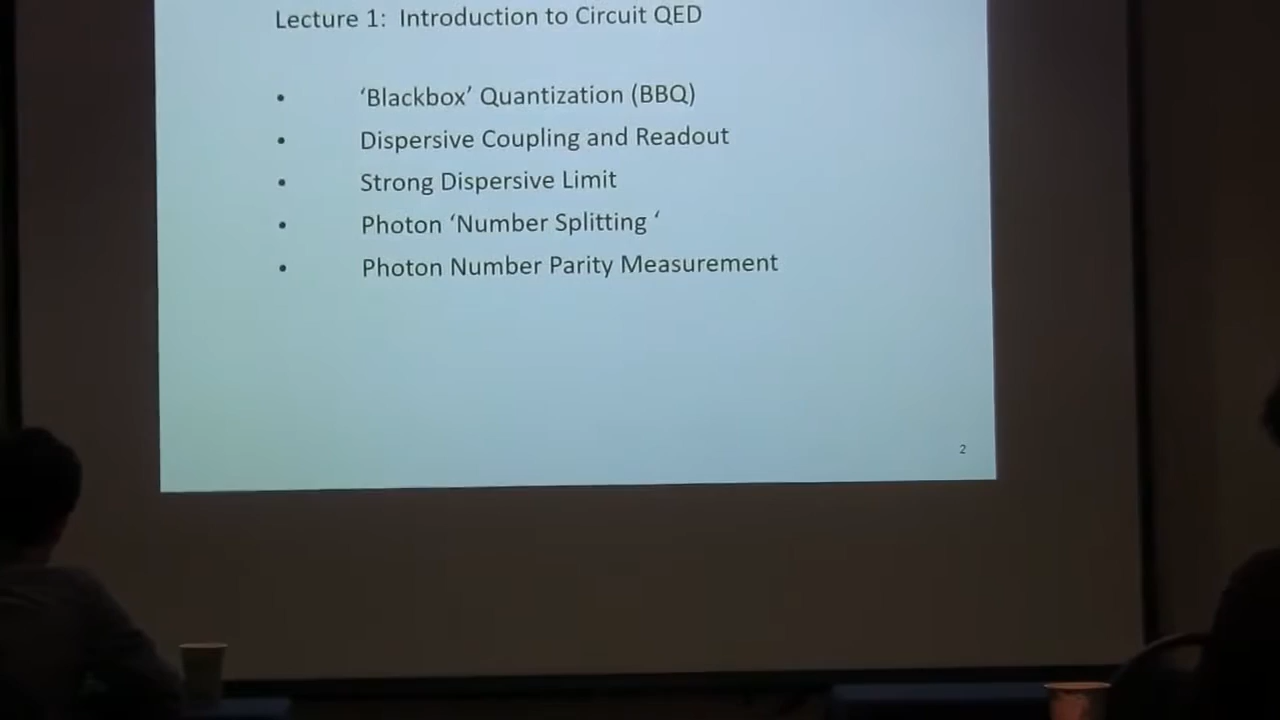 Lecture 1: Introduction to Circuit QED
• ‘Blackbox’ Quantization (BBQ)
• Dispersive Coupling and Readout
• Strong Dispersive Limit
• Photon ‘Number Splitting ‘
• Photon Number Parity Measurement
2